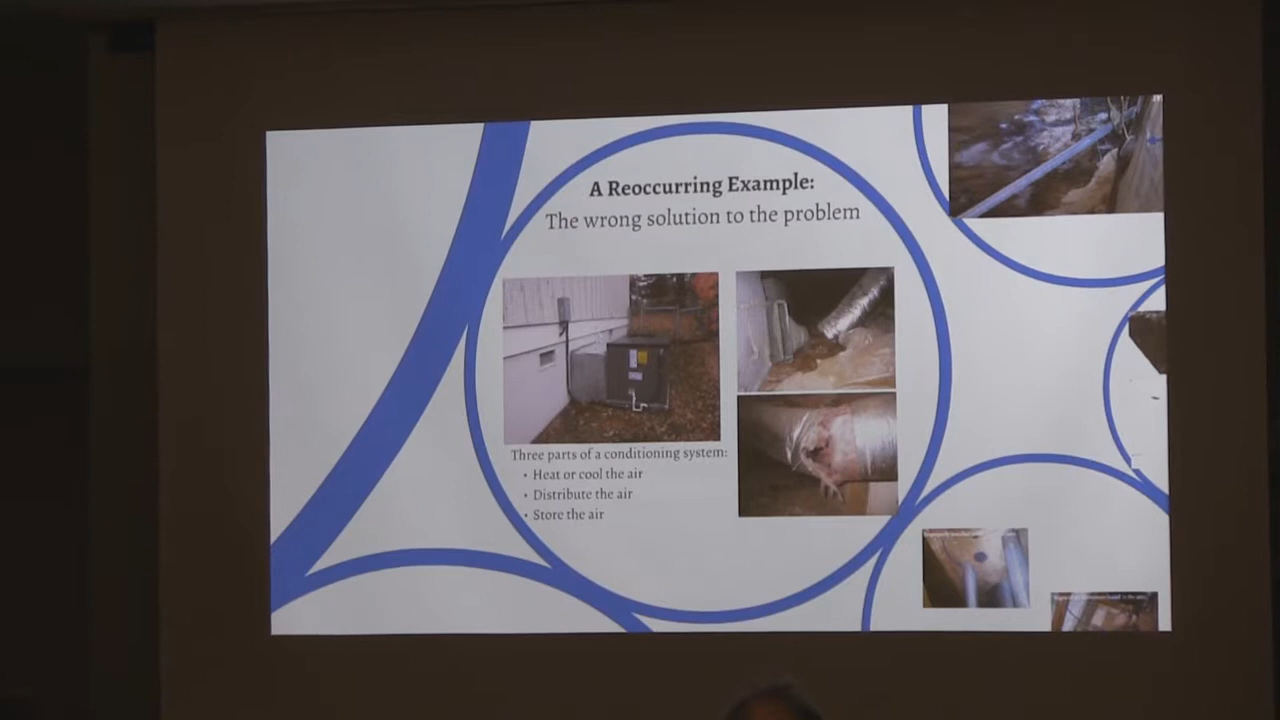 A Reoccurring Example:
The wrong solution to the problem
Three parts of a conditioning system:
• Heat or cool the air
• Distribute the air
• Store the air